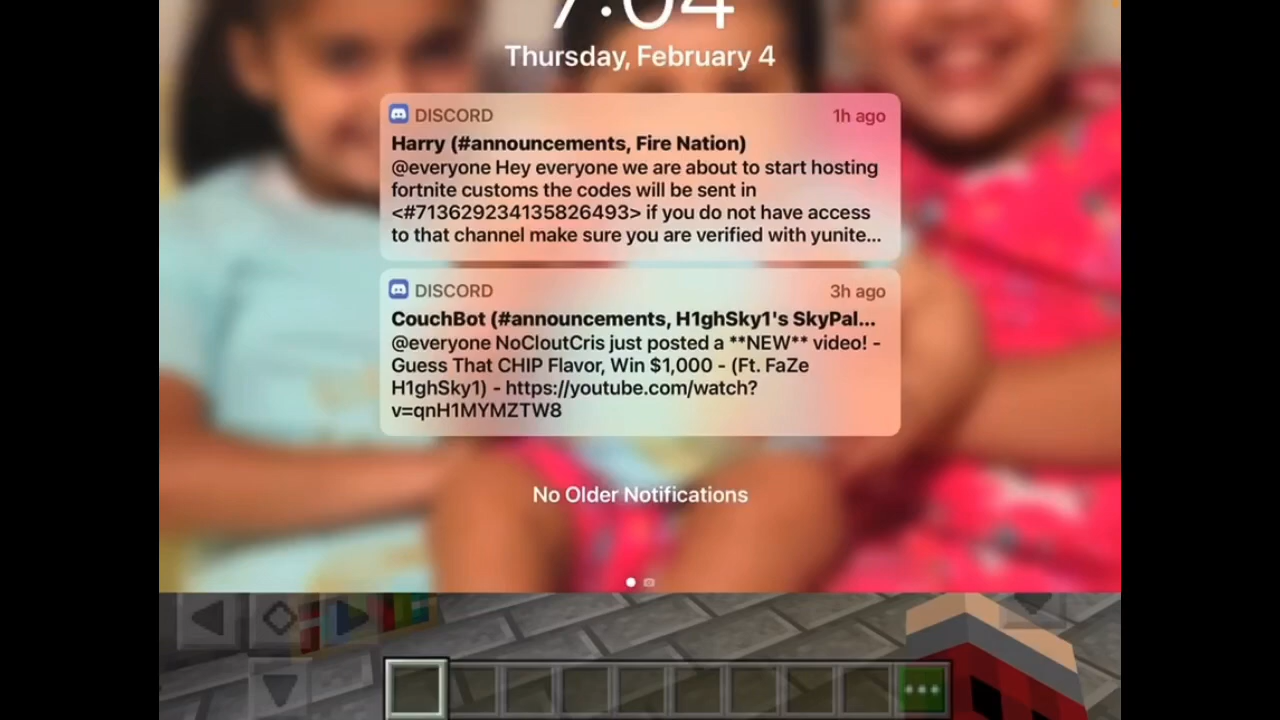 7:04
Thursday, February 4
DISCORD 1h ago
Harry (#announcements, Fire Nation)
@everyone Hey everyone we are about to start hosting
fortnite customs the codes will be sent in
<#713629234135826493> if you do not have access
to that channel make sure you are verified with yunite...
DISCORD 3h ago
CouchBot (#announcements, H1ghSky1's SkyPal...
@everyone NoCloutCris just posted a **NEW** video! -
Guess That CHIP Flavor, Win $1,000 - (Ft. FaZe
H1ghSky1) - https://youtube.com/watch?
v=qnH1MYMZTW8
No Older Notifications